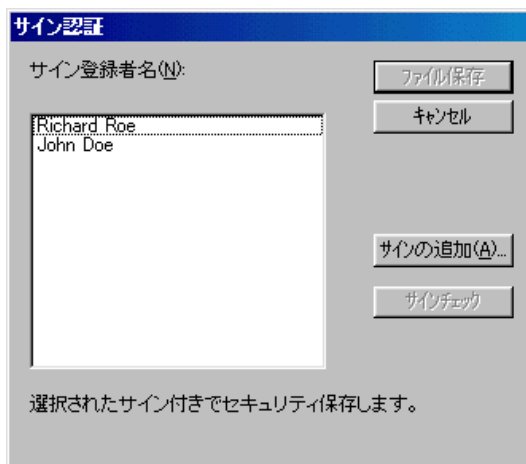 サイン認証
サイン登録者名(N):
ファイル保存
キャンセル
Richard Roe
John Doe
サインの追加(A)...
サインチェック
選択されたサイン付きでセキュリティ保存します。